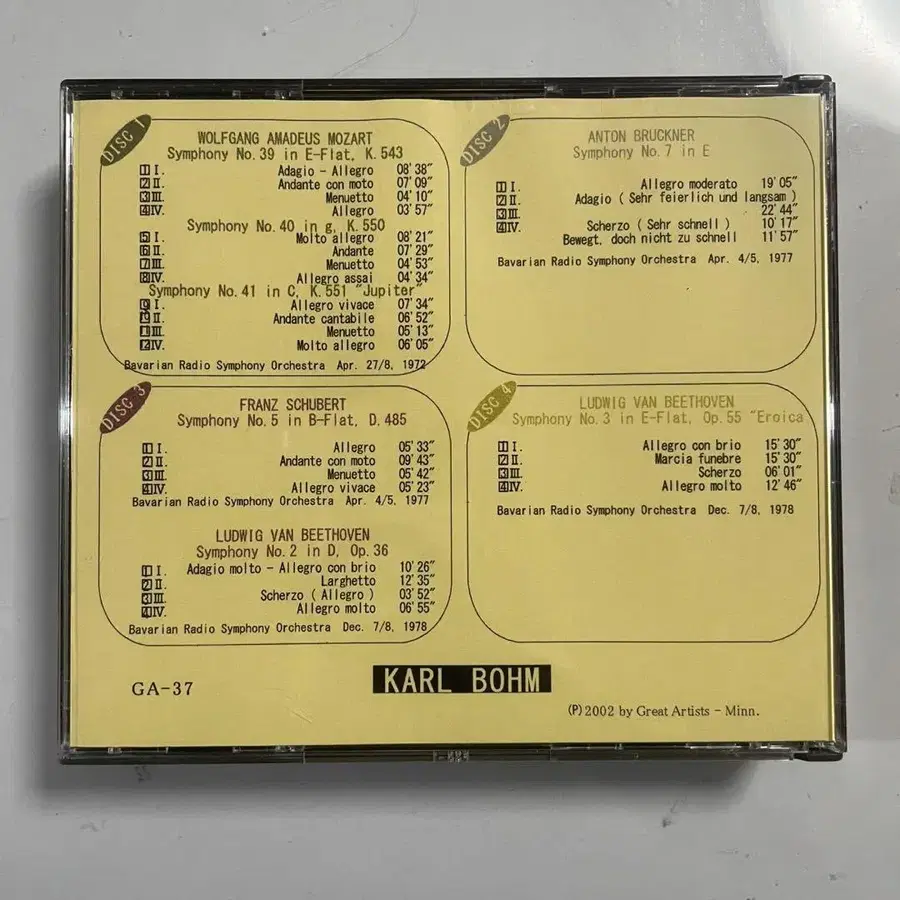 DISC 1
WOLFGANG AMADEUS MOZART
Symphony No.39 in E-Flat, K.543
1 I. Adagio - Allegro 08'38"
2 II. Andante con moto 07'09"
3 III. Menuetto 04'10"
4 IV. Allegro 03'57"
Symphony No.40 in g, K.550
5 I. Molto allegro 08'21"
6 II. Andante 07'29"
7 III. Menuetto 04'53"
8 IV. Allegro assai 04'34"
Symphony No.41 in C, K.551 "Jupiter"
9 I. Allegro vivace 07'34"
10 II. Andante cantabile 06'52"
11 III. Menuetto 05'13"
12 IV. Molto allegro 06'05"
Bavarian Radio Symphony Orchestra Apr. 27/8, 1972
DISC 2
ANTON BRUCKNER
Symphony No.7 in E
1 I. Allegro moderato 19'05"
2 II. Adagio ( Sehr feierlich und langsam )
3 III. 22'44"
4 IV. Scherzo ( Sehr schnell ) 10'17"
Bewegt, doch nicht zu schnell 11'57"
Bavarian Radio Symphony Orchestra Apr. 4/5, 1977
DISC 3
FRANZ SCHUBERT
Symphony No.5 in B-Flat, D.485
1 I. Allegro 05'33"
2 II. Andante con moto 09'43"
3 III. Menuetto 05'42"
4 IV. Allegro vivace 05'23"
Bavarian Radio Symphony Orchestra Apr. 4/5, 1977
LUDWIG VAN BEETHOVEN
Symphony No.2 in D, Op.36
1 I. Adagio molto - Allegro con brio 10'26"
2 II. Larghetto 12'35"
3 III. Scherzo ( Allegro ) 03'52"
4 IV. Allegro molto 06'55"
Bavarian Radio Symphony Orchestra Dec. 7/8, 1978
DISC 4
LUDWIG VAN BEETHOVEN
Symphony No.3 in E-Flat, Op.55 "Eroica
1 I. Allegro con brio 15'30"
2 II. Marcia funebre 15'30"
3 III. Scherzo 06'01"
4 IV. Allegro molto 12'46"
Bavarian Radio Symphony Orchestra Dec. 7/8, 1978
GA-37
KARL BOHM
(P) 2002 by Great Artists - Minn.